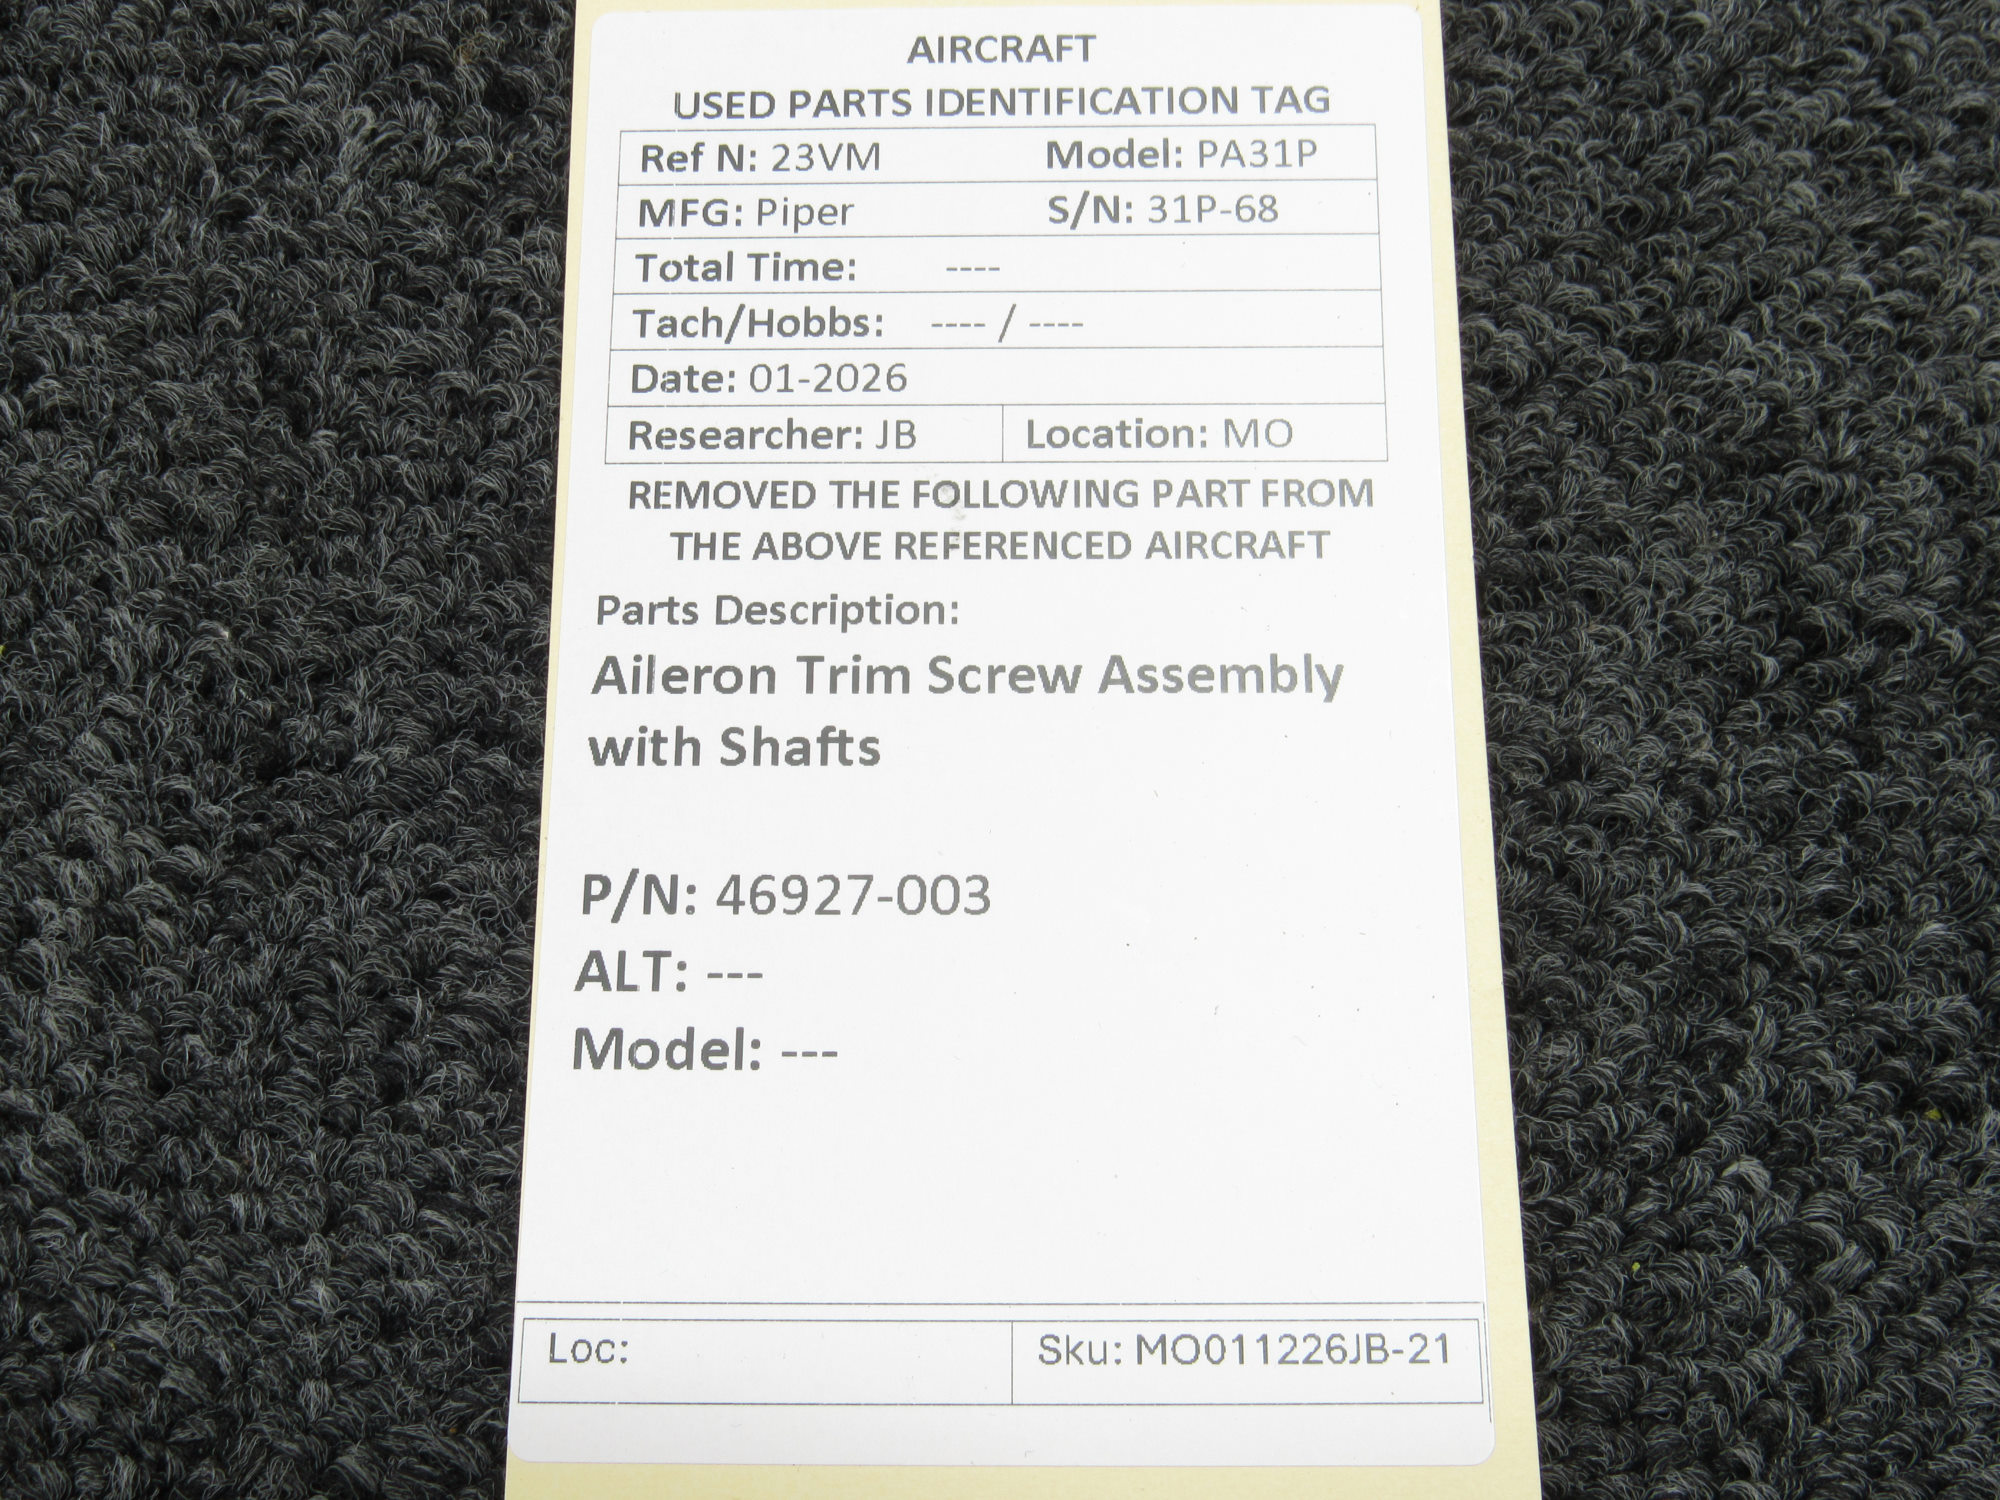 AIRCRAFT
USED PARTS IDENTIFICATION TAG
Ref N: 23VM Model: PA31P
MFG: Piper S/N: 31P-68
Total Time: ----
Tach/Hobbs: ---- / ----
Date: 01-2026
Researcher: JB Location: MO
REMOVED THE FOLLOWING PART FROM
THE ABOVE REFERENCED AIRCRAFT
Parts Description:
Aileron Trim Screw Assembly
with Shafts
P/N: 46927-003
ALT: ---
Model: ---
Loc: Sku: MO011226JB-21